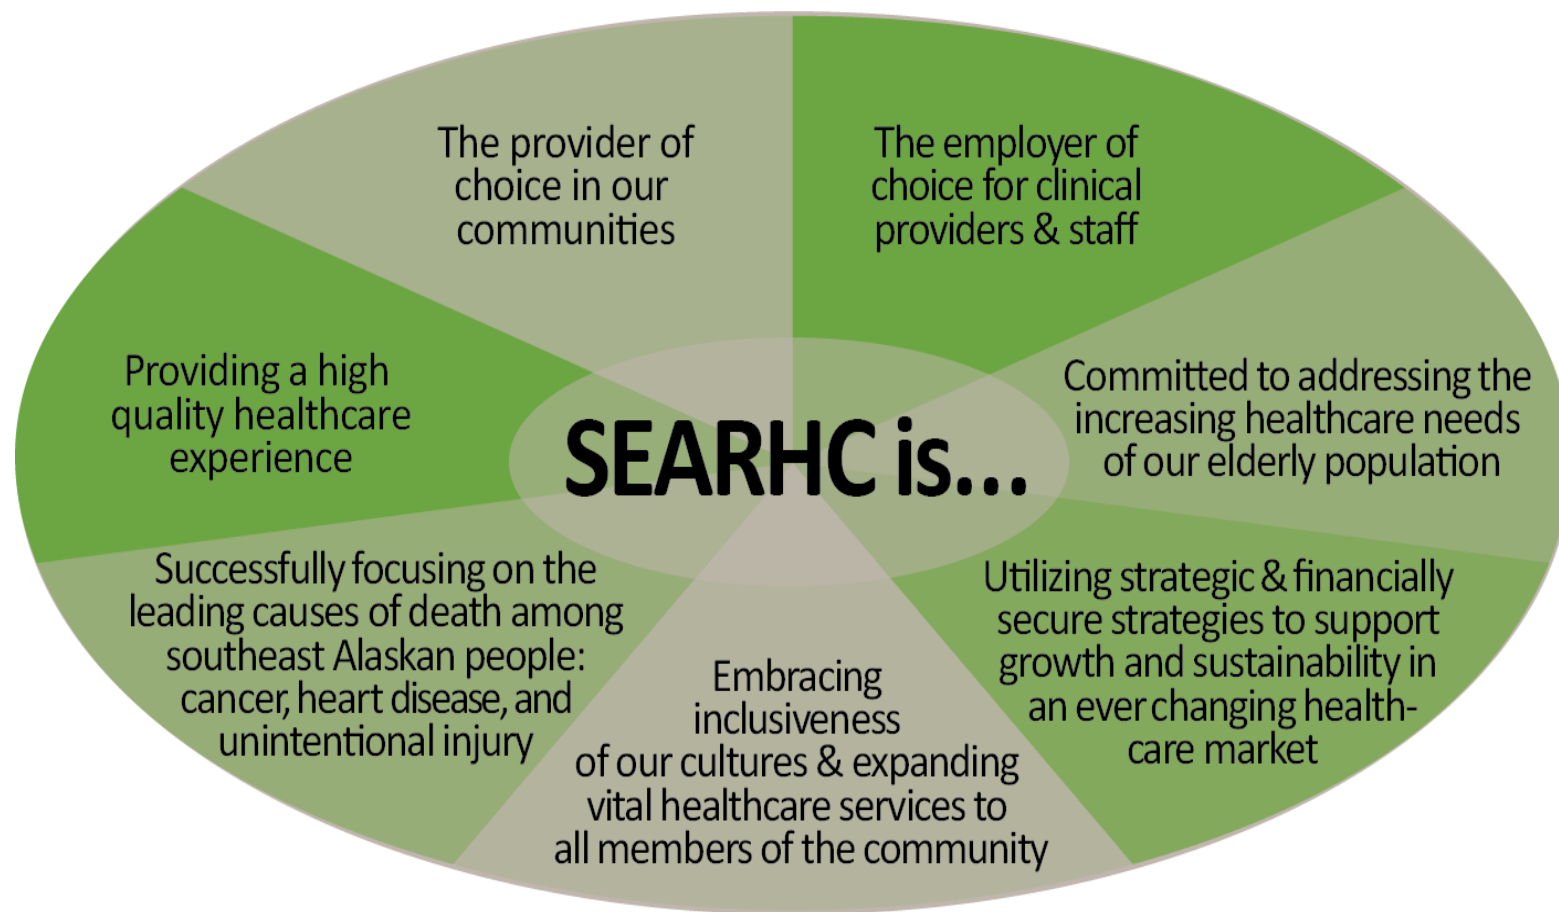 The provider of
choice in our
communities
The employer of
choice for clinical
providers & staff
Committed to addressing the
increasing healthcare needs
of our elderly population
Utilizing strategic & financially
secure strategies to support
growth and sustainability in
an ever changing health-
care market
Embracing
inclusiveness
of our cultures & expanding
vital healthcare services to
all members of the community
Successfully focusing on the
leading causes of death among
southeast Alaskan people:
cancer, heart disease, and
unintentional injury
Providing a high
quality healthcare
experience
SEARHC is...